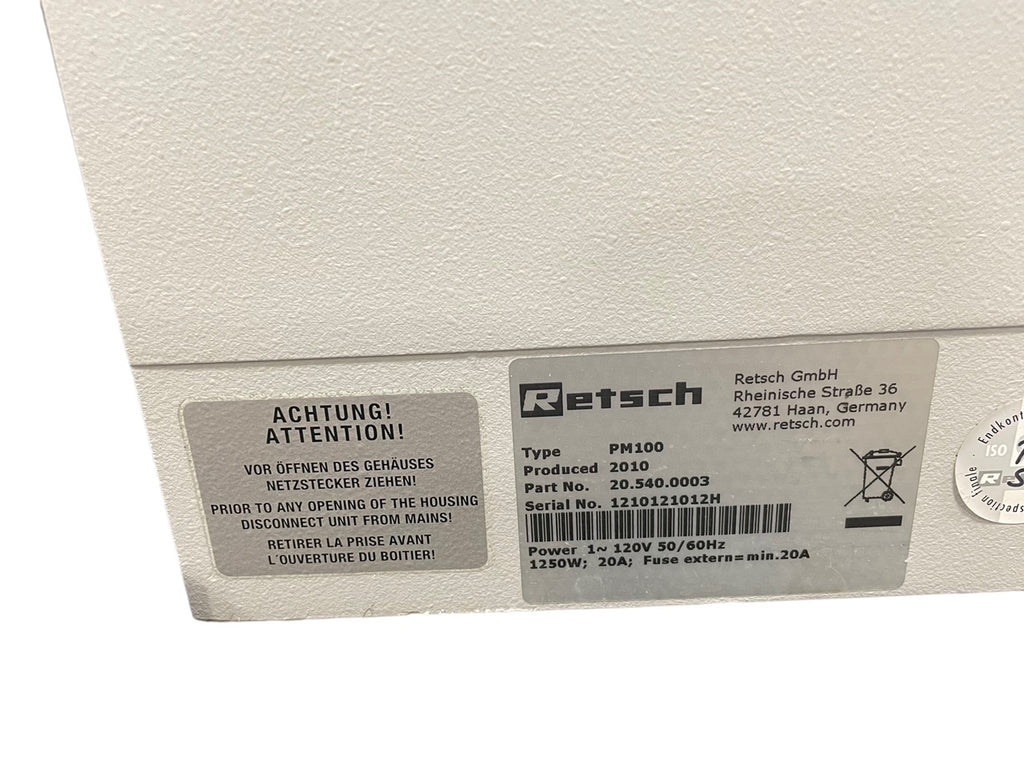 ACHTUNG!
ATTENTION!
VOR ÖFFNEN DES GEHÄUSES
NETZSTECKER ZIEHEN!
PRIOR TO ANY OPENING OF THE HOUSING
DISCONNECT UNIT FROM MAINS!
RETIRER LA PRISE AVANT
L'OUVERTURE DU BOITIER!
Retsch
Retsch GmbH
Rheinische Straße 36
42781 Haan, Germany
www.retsch.com
Type PM100
Produced 2010
Part No. 20.540.0003
Serial No. 1210121012H
Power 1~ 120V 50/60Hz
1250W; 20A; Fuse extern=min.20A
ISO
finale